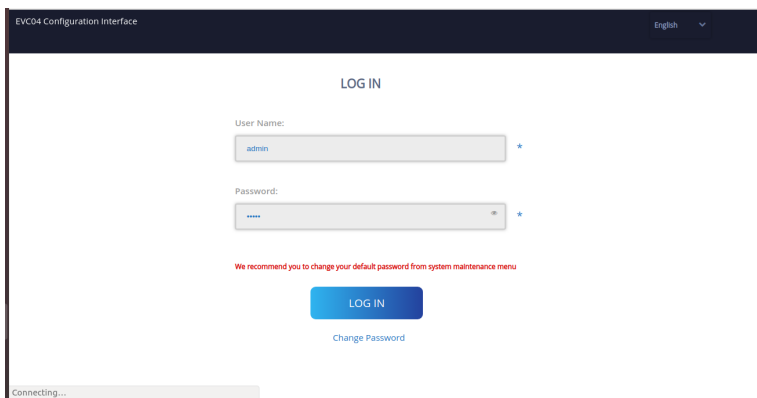 EVC04 Configuration Interface
English
LOG IN
User Name:
admin
*
Password:
•••••
*
We recommend you to change your default password from system maintenance menu
LOG IN
Change Password
Connecting...